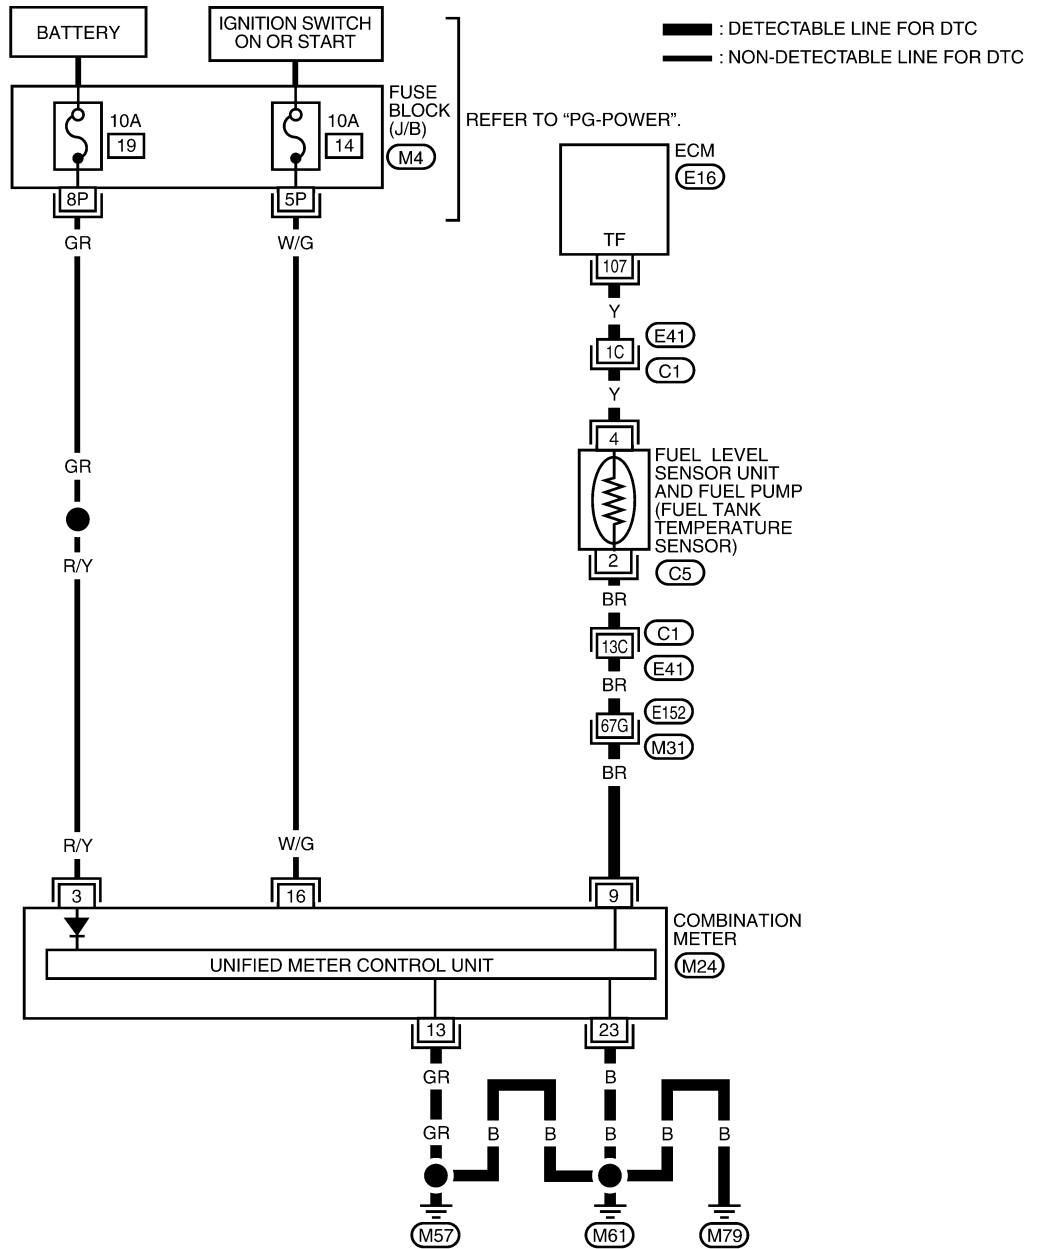 BATTERY
IGNITION SWITCH
ON OR START
: DETECTABLE LINE FOR DTC
: NON-DETECTABLE LINE FOR DTC
10A
19
10A
14
FUSE
BLOCK
(J/B)
M4
REFER TO “PG-POWER”.
8P
5P
GR
W/G
ECM
E16
TF
107
Y
E41
1C
C1
Y
4
FUEL LEVEL
SENSOR UNIT
AND FUEL PUMP
(FUEL TANK
TEMPERATURE
SENSOR)
2
C5
GR
R/Y
BR
C1
13C
E41
BR
E152
67G
M31
BR
R/Y
W/G
3
16
9
COMBINATION
METER
M24
UNIFIED METER CONTROL UNIT
13
23
GR
B
GR
B
B
B
B
B
M57
M61
M79